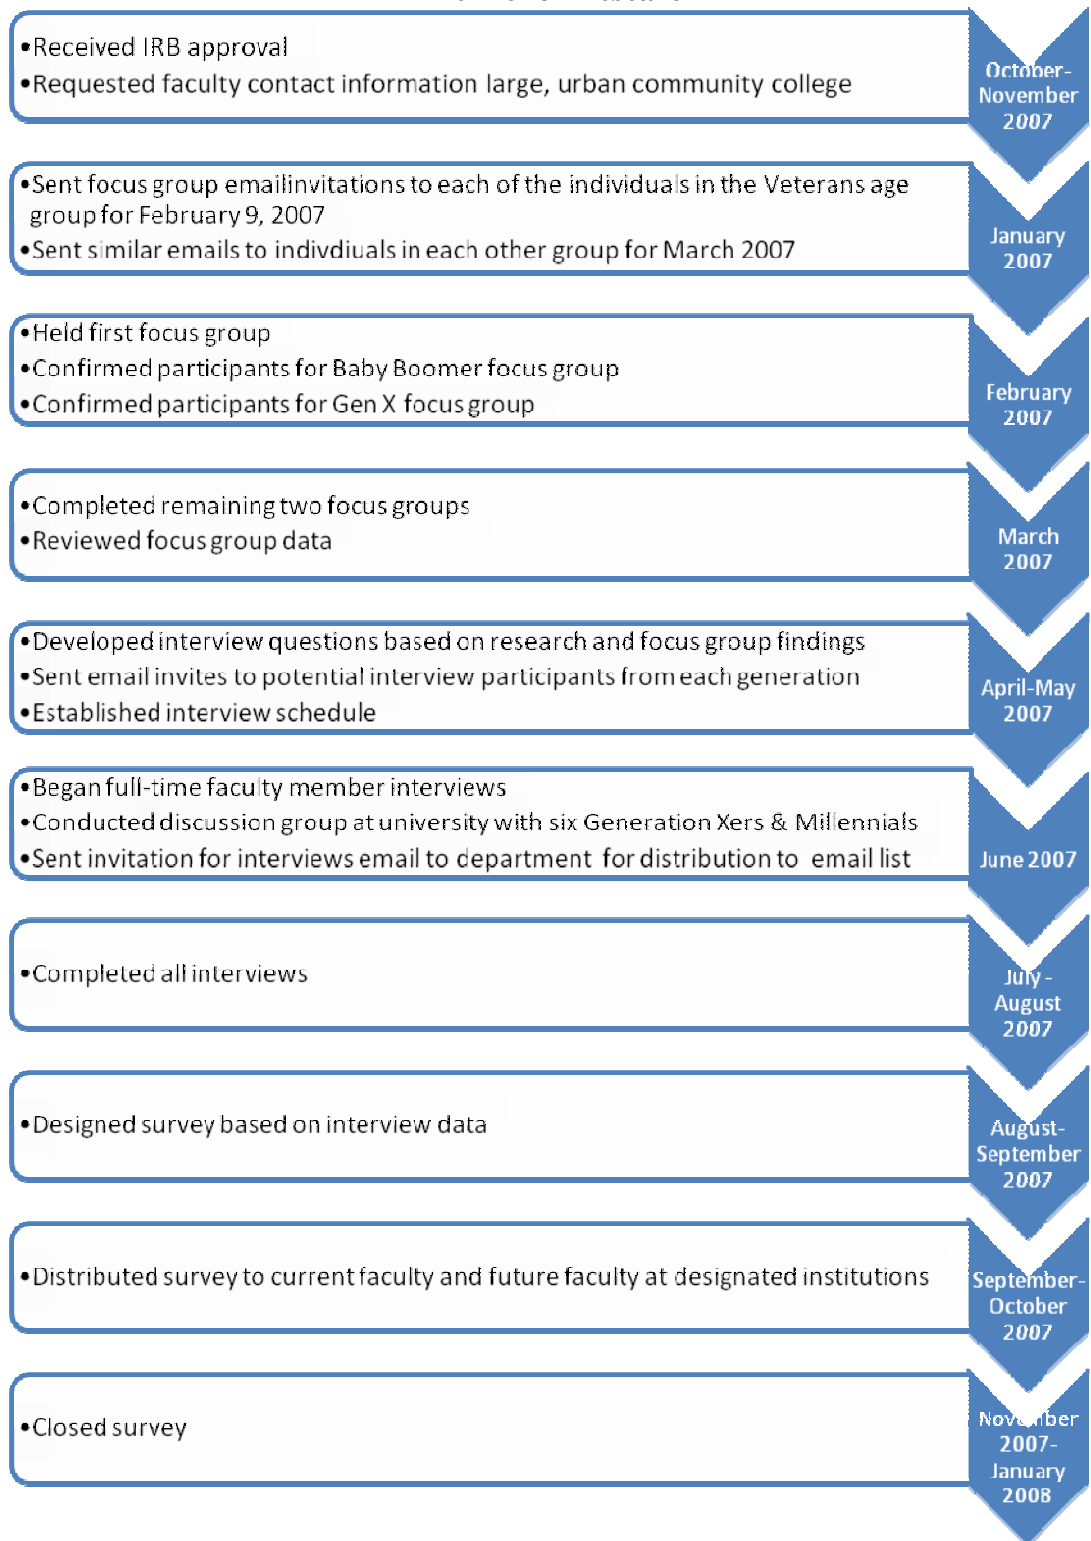 •Received IRB approval
•Requested faculty contact information large, urban community college
October-
November
2007
•Sent focus group emailinvitations to each of the individuals in the Veterans age
group for February 9, 2007
•Sent similar emails to indivdiuals in each other group for March 2007
January
2007
•Held first focus group
•Confirmed participants for Baby Boomer focus group
•Confirmed participants for Gen X focus group
February
2007
•Completed remaining two focus groups
•Reviewed focus group data
March
2007
•Developed interview questions based on research and focus group findings
•Sent email invites to potential interview participants from each generation
•Established interview schedule
April-May
2007
•Began full-time faculty member interviews
•Conducted discussion group at university with six Generation Xers & Millennials
•Sent invitation for interviews email to department for distribution to email list
June 2007
•Completed all interviews
July -
August
2007
•Designed survey based on interview data
August-
September
2007
•Distributed survey to current faculty and future faculty at designated institutions
September-
October
2007
•Closed survey
November
2007-
January
2008